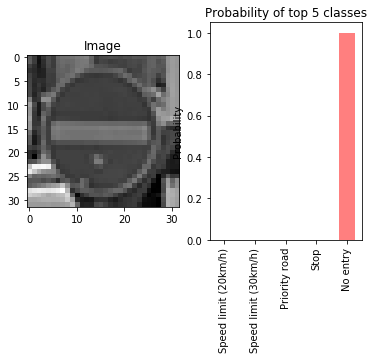 Probability of top 5 classes
Image
0
5
10
15
20
25
30
0
10
20
30
Probability
1.0
0.8
0.6
0.4
0.2
0.0
Speed limit (20km/h)
Speed limit (30km/h)
Priority road
Stop
No entry